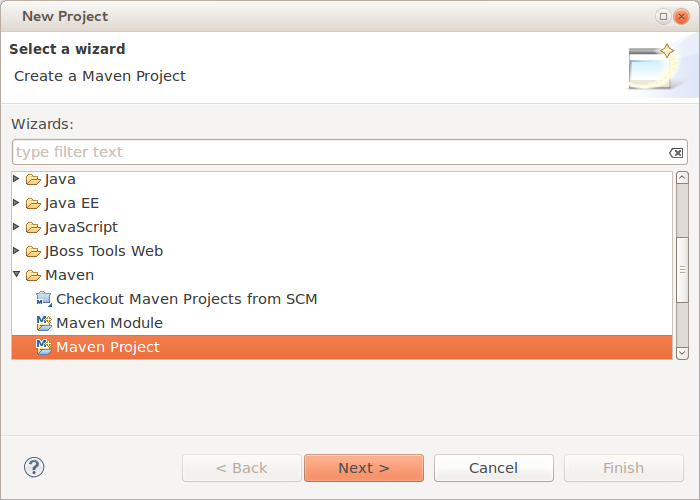 New Project
Select a wizard
Create a Maven Project
Wizards:
type filter text
Java
Java EE
JavaScript
JBoss Tools Web
Maven
Checkout Maven Projects from SCM
Maven Module
Maven Project
? < Back Next > Cancel Finish